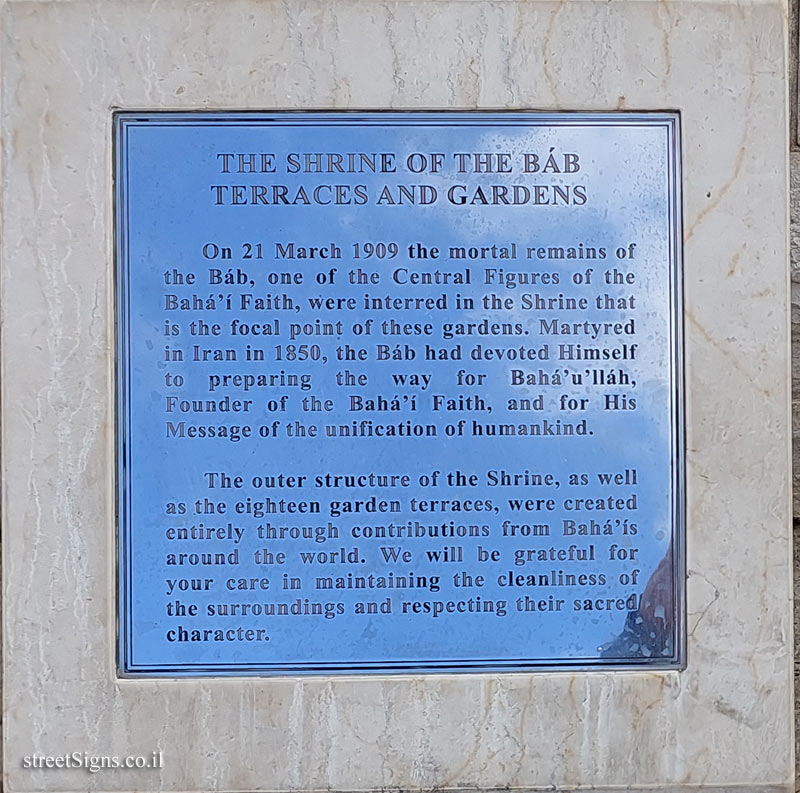 THE SHRINE OF THE BÁB
TERRACES AND GARDENS
On 21 March 1909 the mortal remains of
the Báb, one of the Central Figures of the
Bahá’í Faith, were interred in the Shrine that
is the focal point of these gardens. Martyred
in Iran in 1850, the Báb had devoted Himself
to preparing the way for Bahá’u’lláh,
Founder of the Bahá’í Faith, and for His
Message of the unification of humankind.
The outer structure of the Shrine, as well
as the eighteen garden terraces, were created
entirely through contributions from Bahá’ís
around the world. We will be grateful for
your care in maintaining the cleanliness of
the surroundings and respecting their sacred
character.
streetSigns.co.il